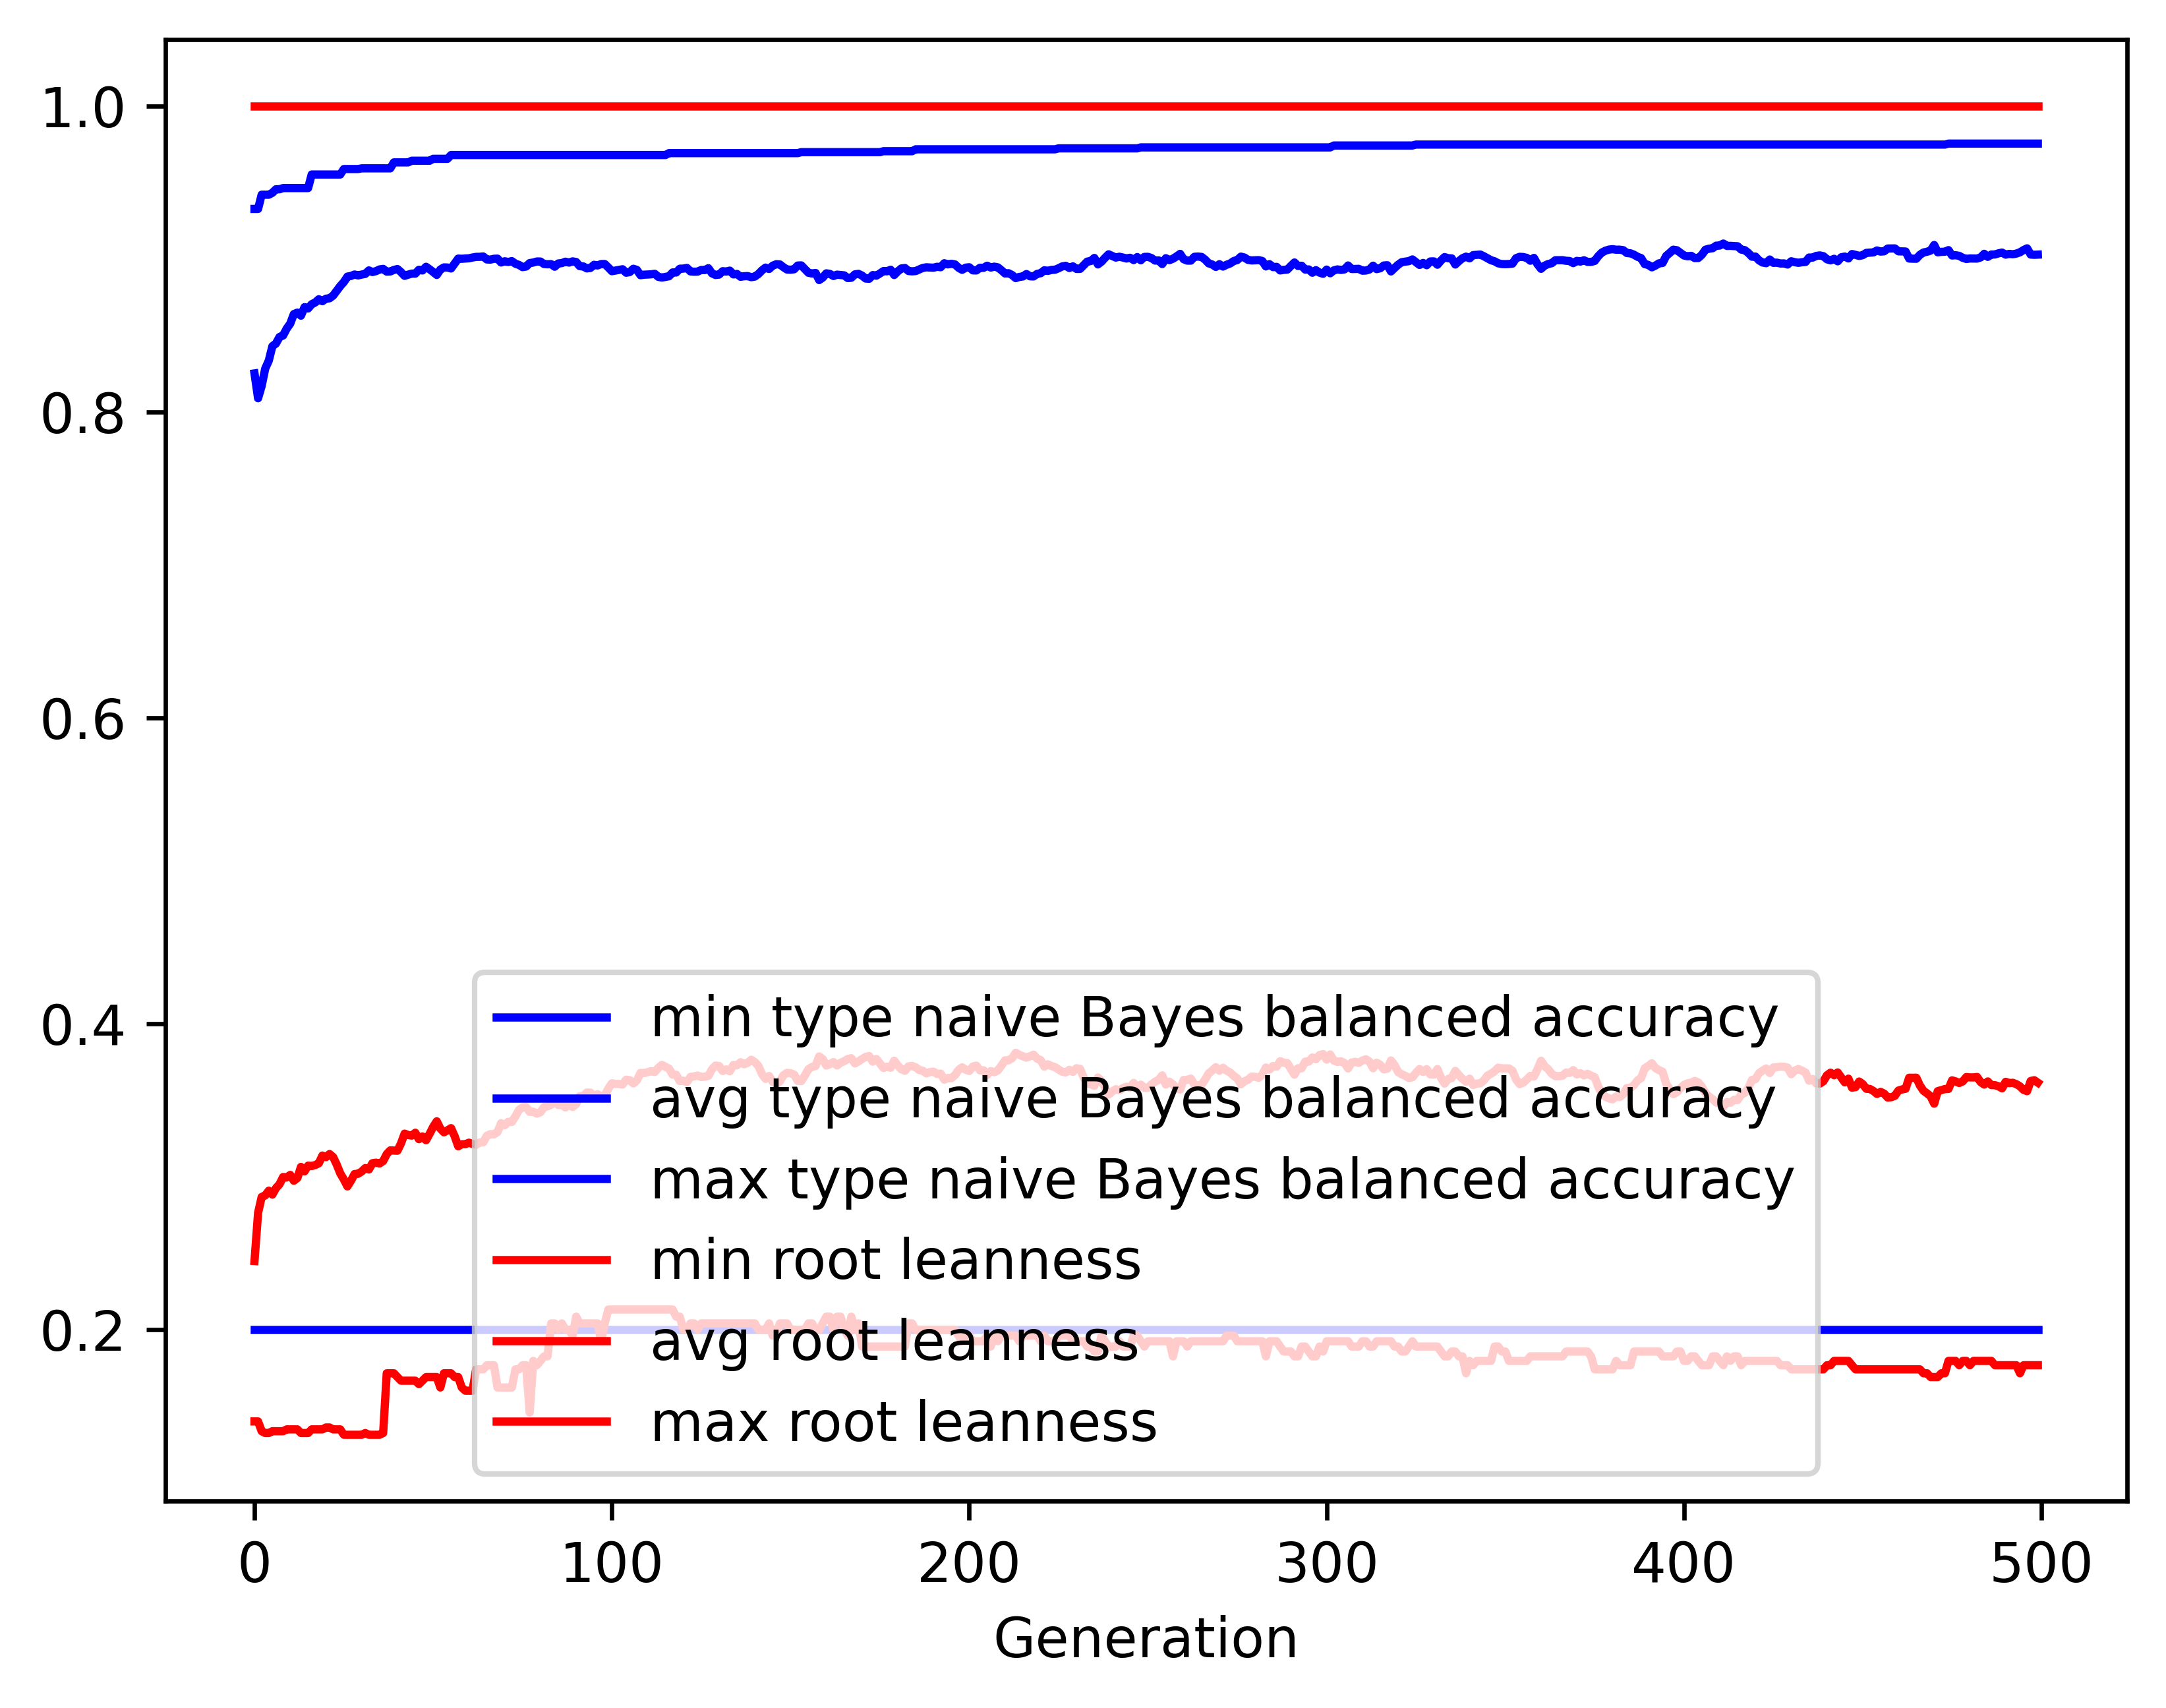 1.0
0.8
0.6
0.4
0.2
min type naive Bayes balanced accuracy
avg type naive Bayes balanced accuracy
max type naive Bayes balanced accuracy
min root leanness
avg root leanness
max root leanness
0 100 200 300 400 500
Generation